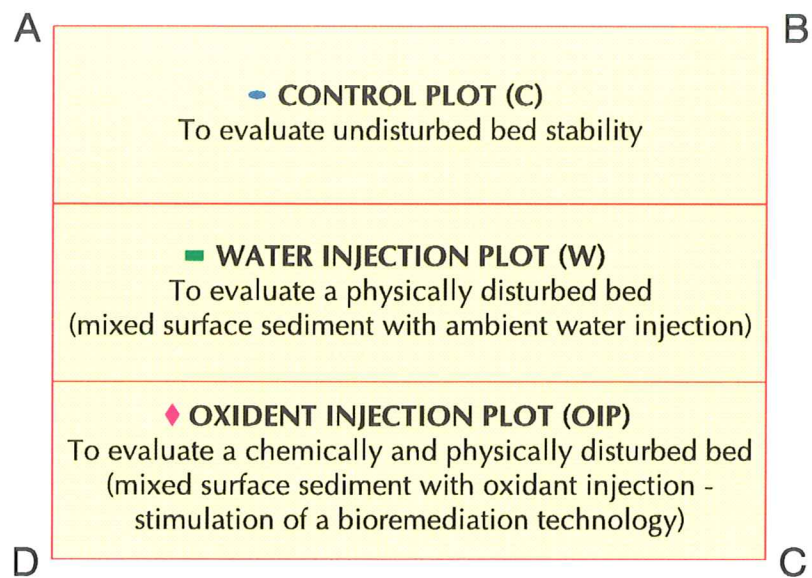 A B
CONTROL PLOT (C)
To evaluate undisturbed bed stability
WATER INJECTION PLOT (W)
To evaluate a physically disturbed bed
(mixed surface sediment with ambient water injection)
OXIDENT INJECTION PLOT (OIP)
To evaluate a chemically and physically disturbed bed
(mixed surface sediment with oxidant injection -
stimulation of a bioremediation technology)
D C